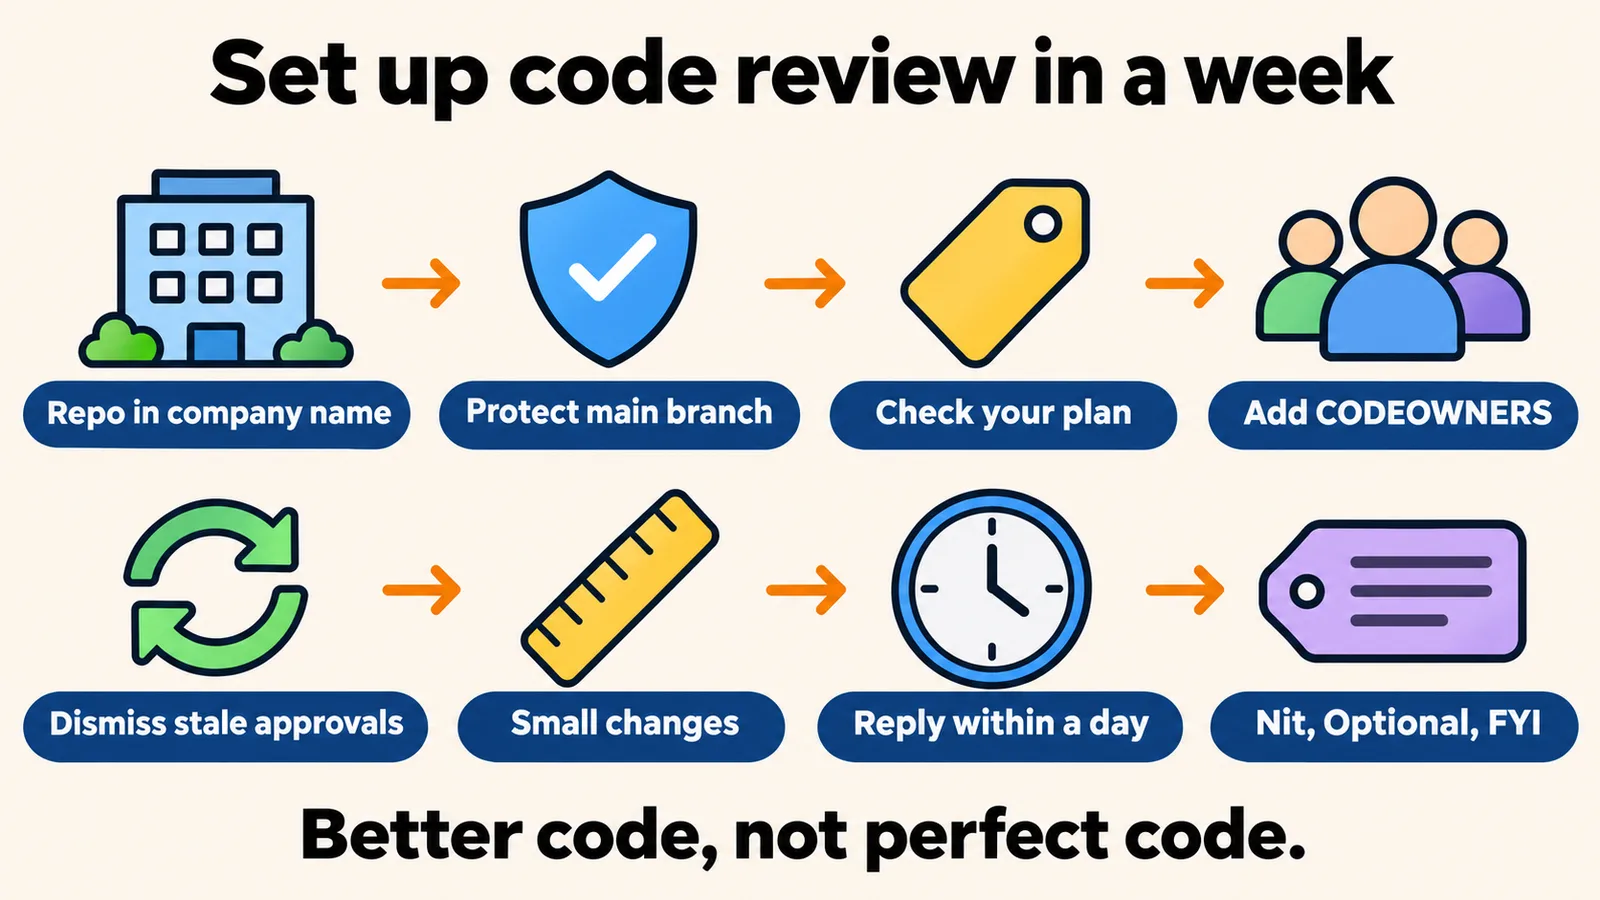 Set up code review in a week
Repo in company name
Protect main branch
Check your plan
Add CODEOWNERS
Dismiss stale approvals
Small changes
Reply within a day
Nit, Optional, FYI
Better code, not perfect code.